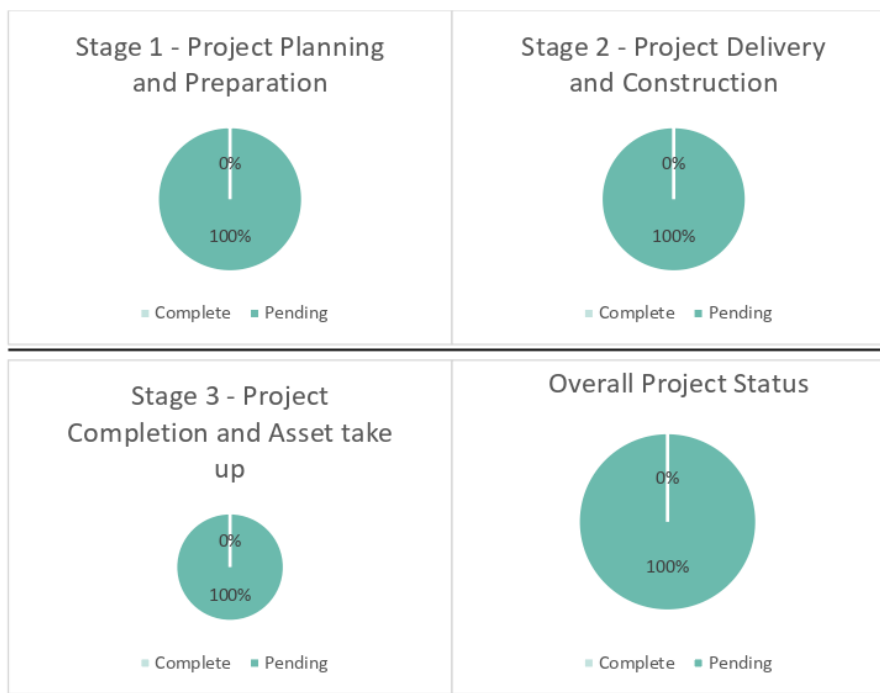 Stage 1 - Project Planning
and Preparation
0%
100%
Complete Pending
Stage 2 - Project Delivery
and Construction
0%
100%
Complete Pending
Stage 3 - Project
Completion and Asset take
up
0%
100%
Complete Pending
Overall Project Status
0%
100%
Complete Pending